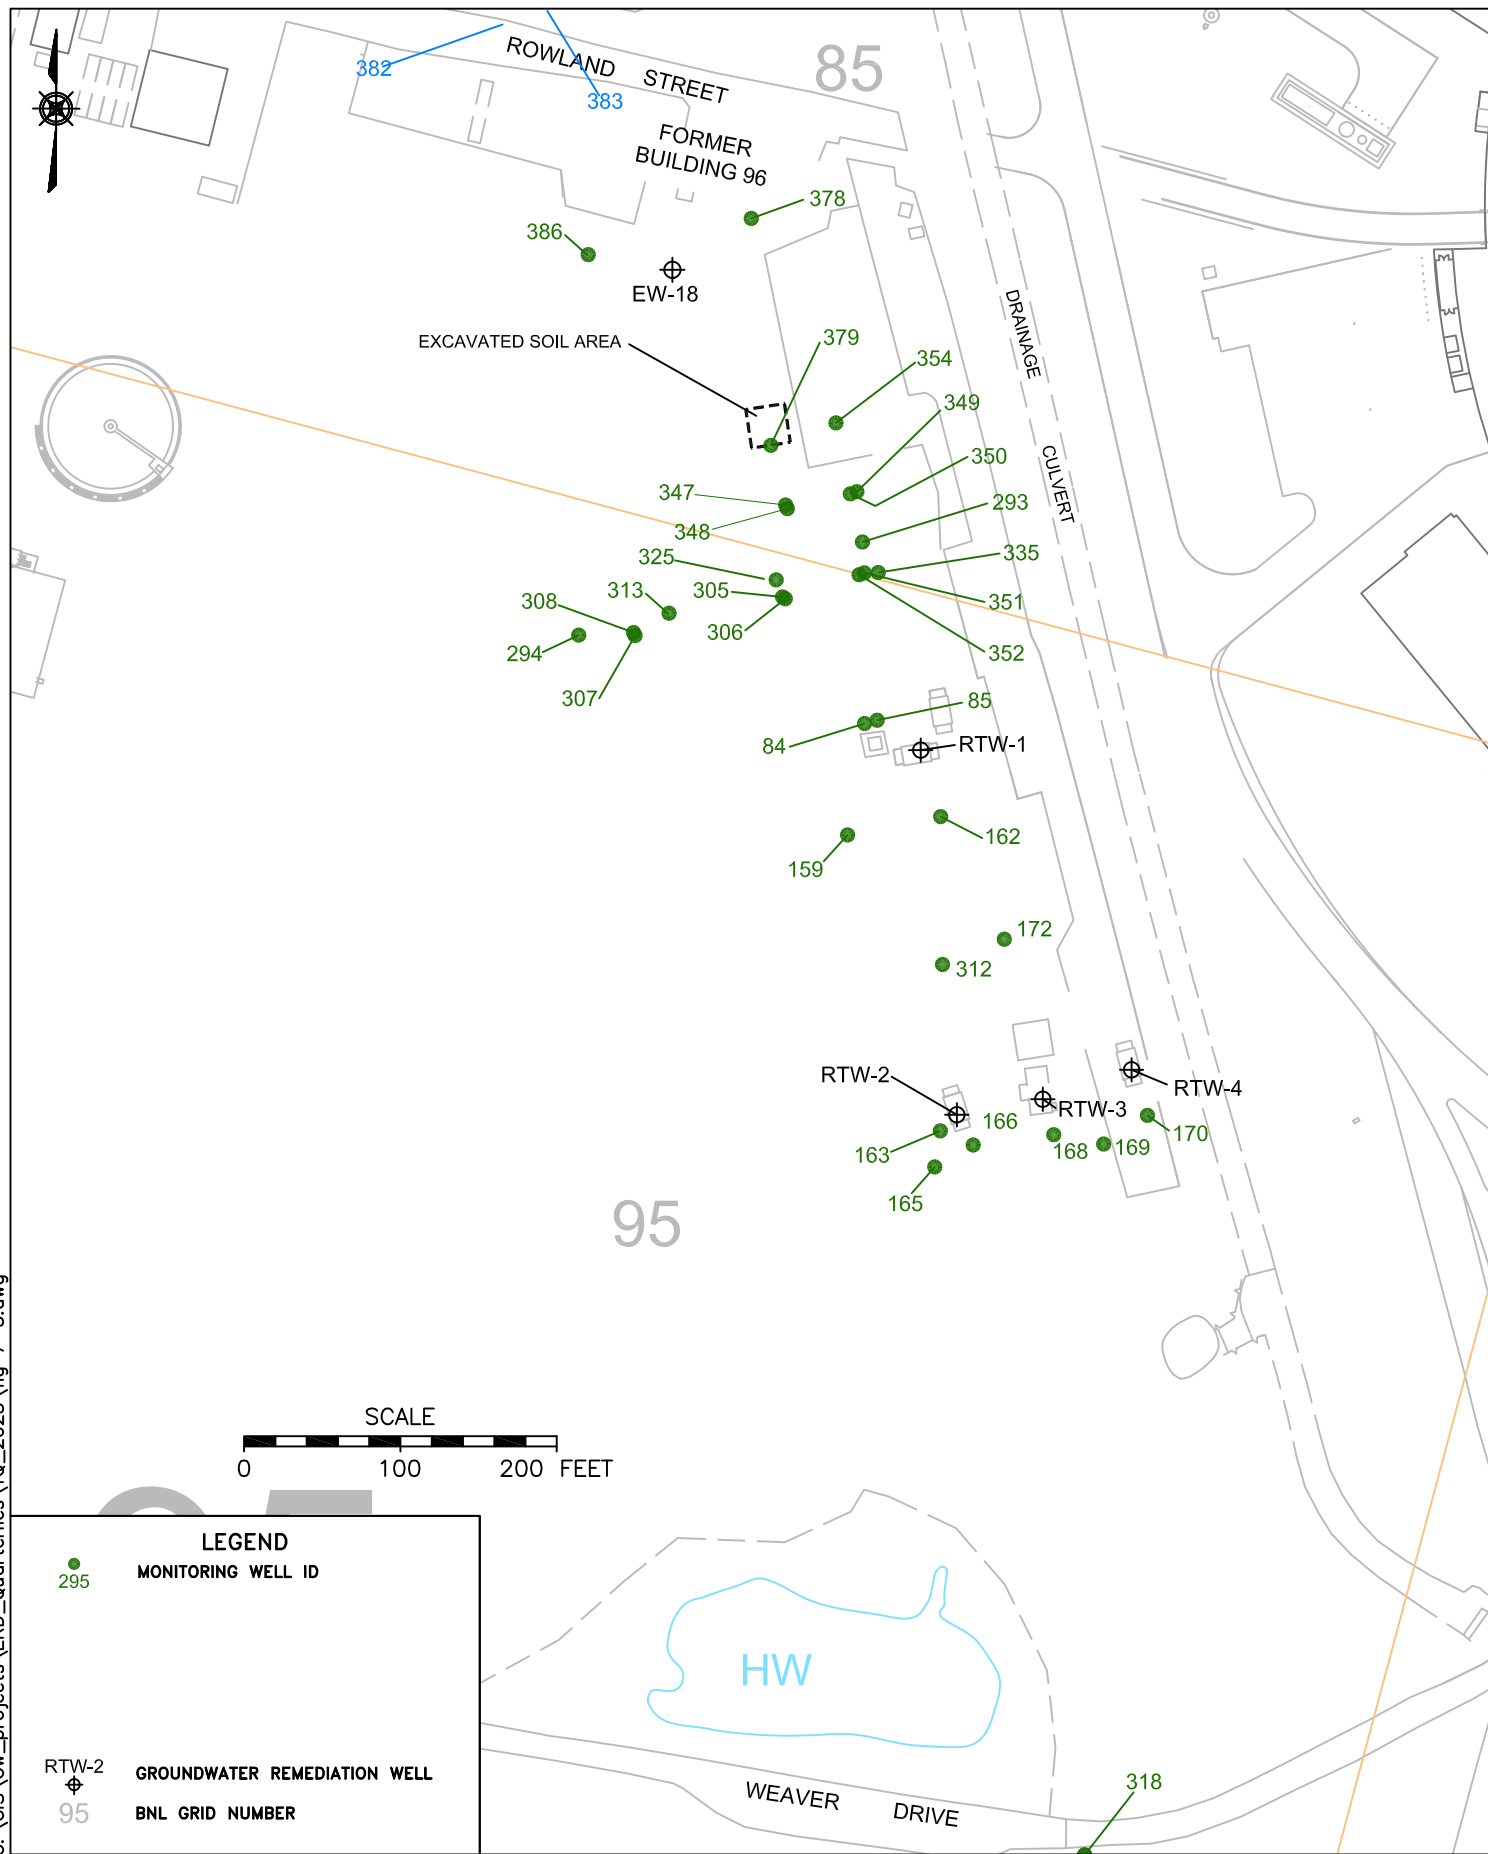 382
383
ROWLAND STREET
85
FORMER
BUILDING 96
378
386
EW-18
EXCAVATED SOIL AREA
DRAINAGE
CULVERT
379
354
349
350
347
348
293
325
335
313
305
351
308
306
352
294
307
85
84
RTW-1
162
159
172
312
RTW-2
RTW-4
RTW-3
166
170
163
168
169
165
95
SCALE
0 100 200 FEET
LEGEND
295 MONITORING WELL ID
RTW-2 GROUNDWATER REMEDIATION WELL
95 BNL GRID NUMBER
HW
318
WEAVER DRIVE